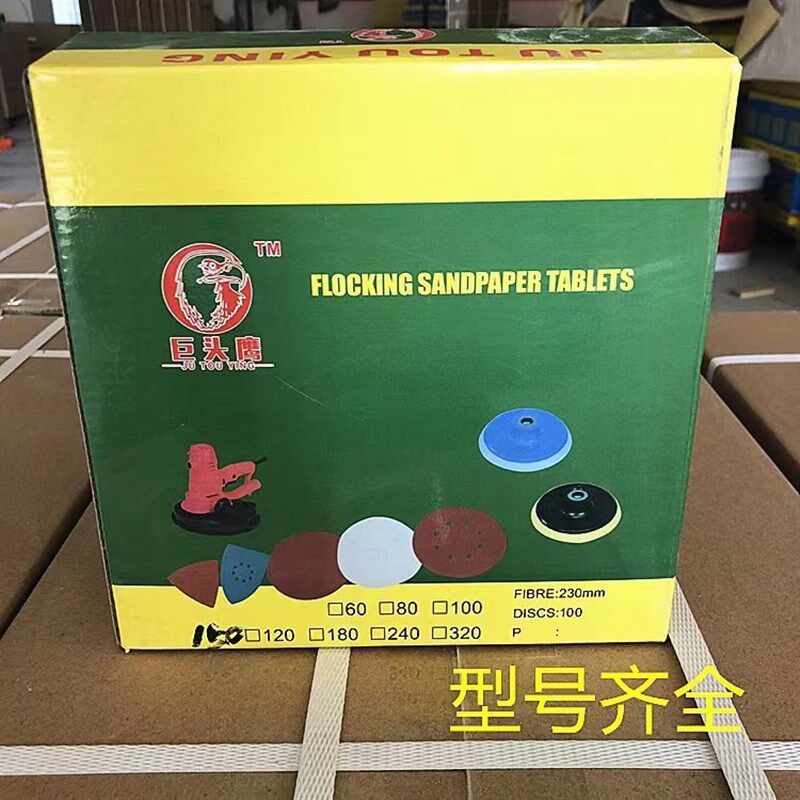 JU TOU YING
TM
FLOCKING SANDPAPER TABLETS
巨头鹰
JU TOU YING
□60 □80 □100
FIBRE:230mm
□120 □180 □240 □320
DISCS:100
P :
型号齐全